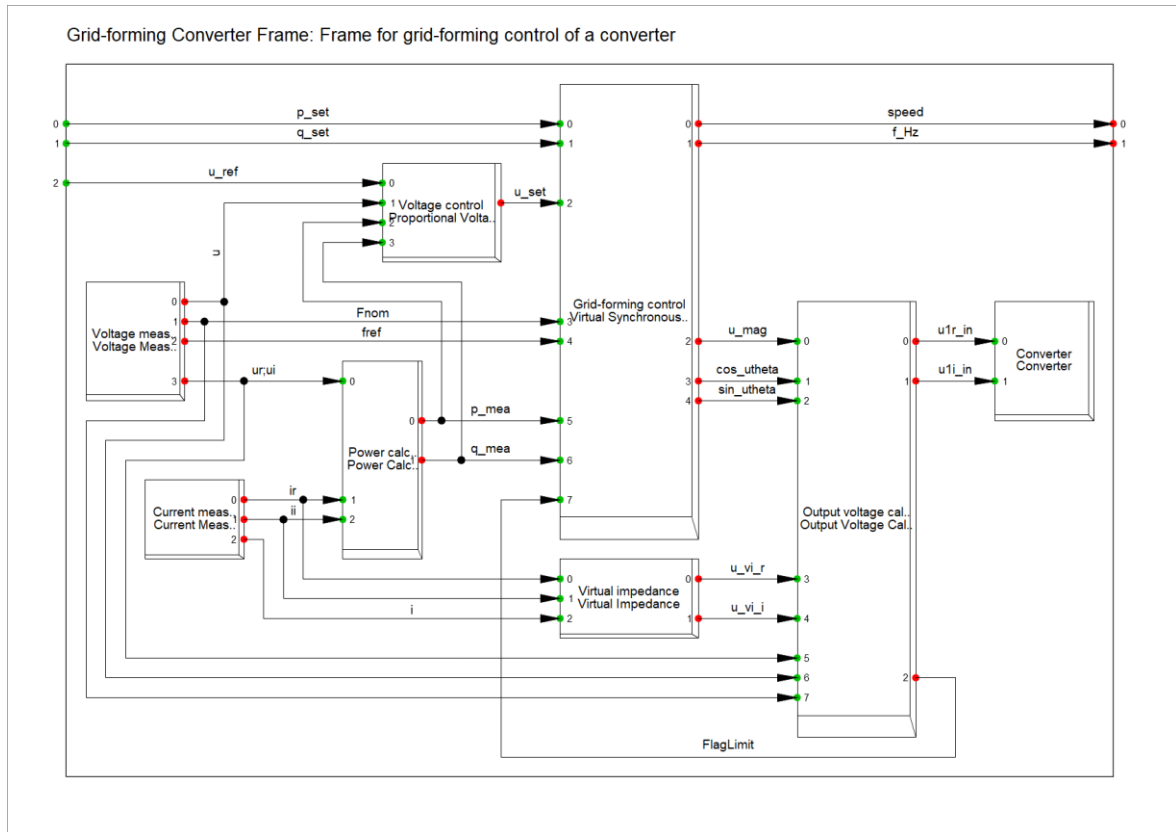 Grid-forming Converter Frame: Frame for grid-forming control of a converter
p_set
speed
0
0
0
0
q_set
f_Hz
1
1
1
1
u_ref
2
0
Voltage control
Proportional Volta..
1
2
3
u_set
2
u
Voltage meas..
Voltage Meas..
0
1
2
3
Fnom
3
fref
4
Grid-forming control
Virtual Synchronous..
2
3
4
u_mag
0
cos_utheta
1
sin_utheta
2
0
u1r_in
0
1
u1i_in
1
Converter
Converter
ur;ui
0
Power calc..
Power Calc..
0
1
p_mea
5
q_mea
6
7
Current meas..
Current Meas..
0
1
2
ir
1
ii
2
i
Output voltage cal..
Output Voltage Cal..
0
1
2
Virtual impedance
Virtual Impedance
0
1
u_vi_r
3
u_vi_i
4
5
6
7
2
FlagLimit